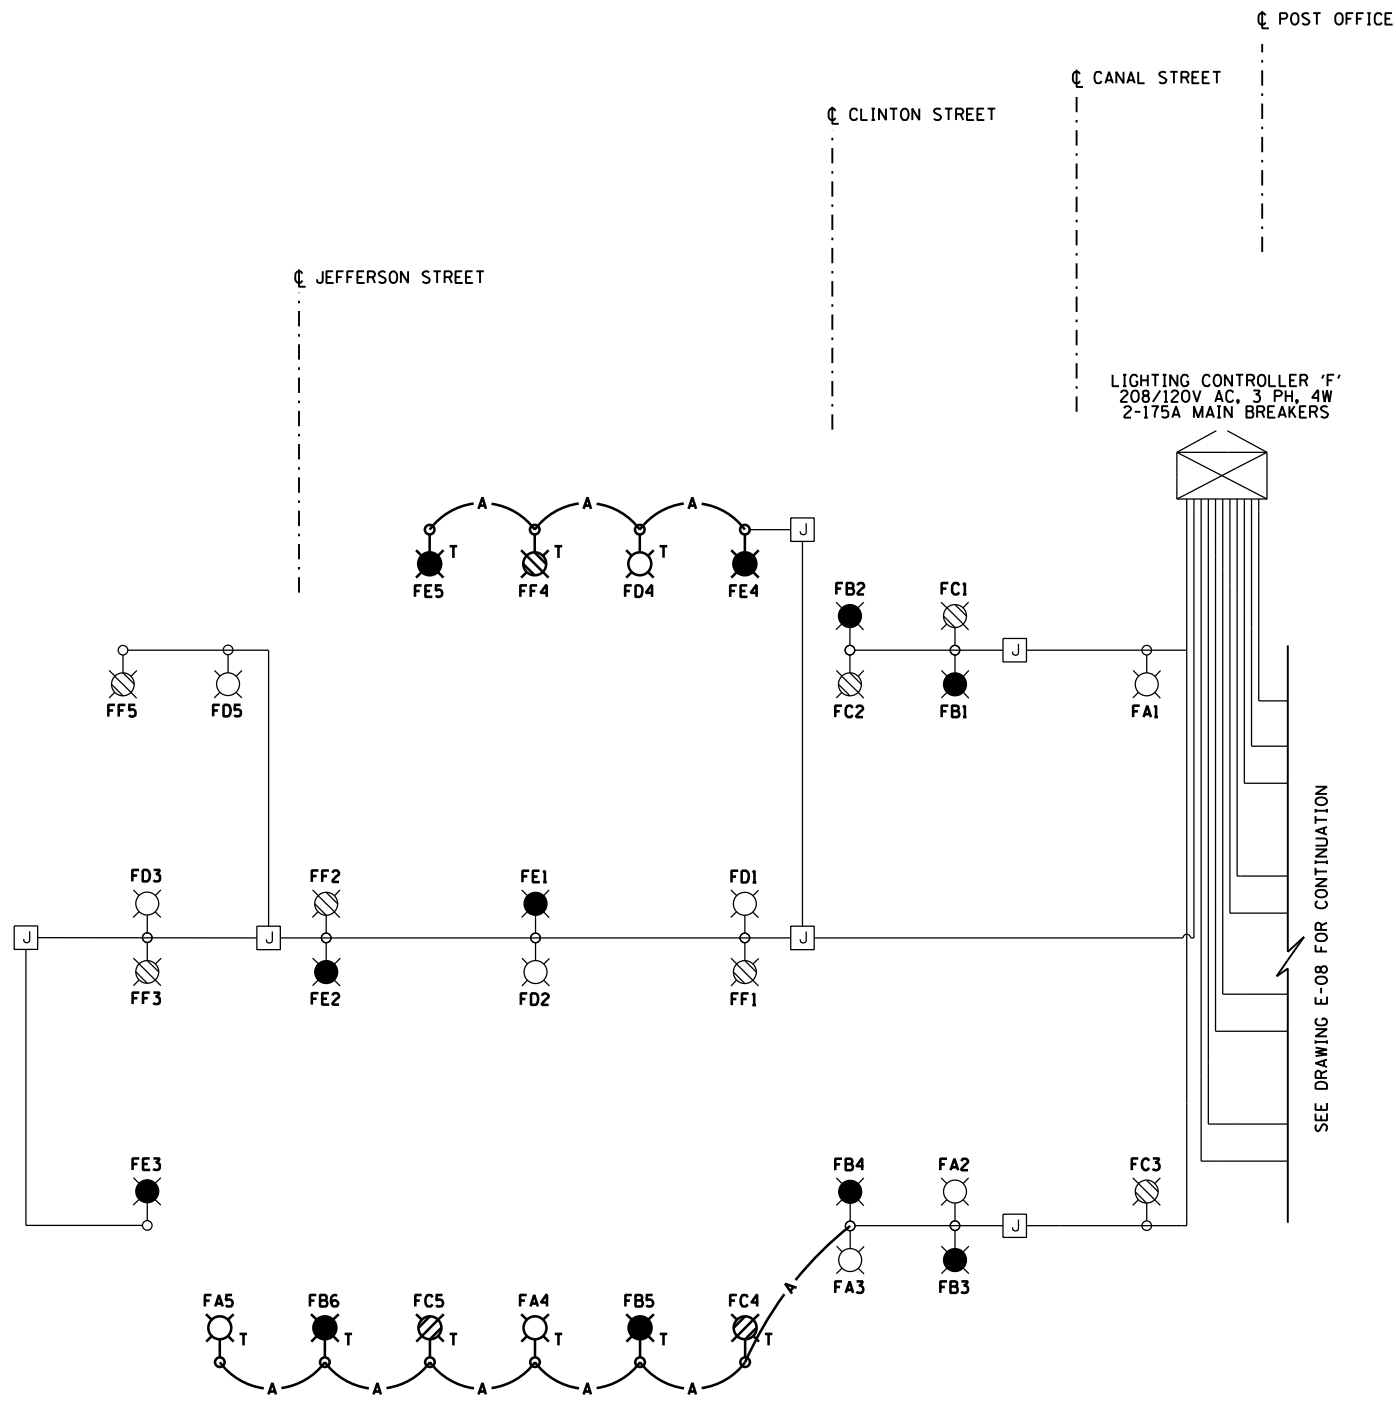 ℄ POST OFFICE
℄ CANAL STREET
℄ CLINTON STREET
℄ JEFFERSON STREET
LIGHTING CONTROLLER 'F'
208/120V AC, 3 PH, 4W
2-175A MAIN BREAKERS
A A A
J
T T T
FE5 FF4 FD4 FE4
FB2 FC1
J
FF5 FD5 FC2 FB1 FA1
FD3 FF2 FE1 FD1
J J J
FF3 FE2 FD2 FF1
SEE DRAWING E-08 FOR CONTINUATION
FE3 FB4 FA2 FC3
J
A
FA3 FB3
FA5 FB6 FC5 FA4 FB5 FC4
T T T T T T
A A A A A